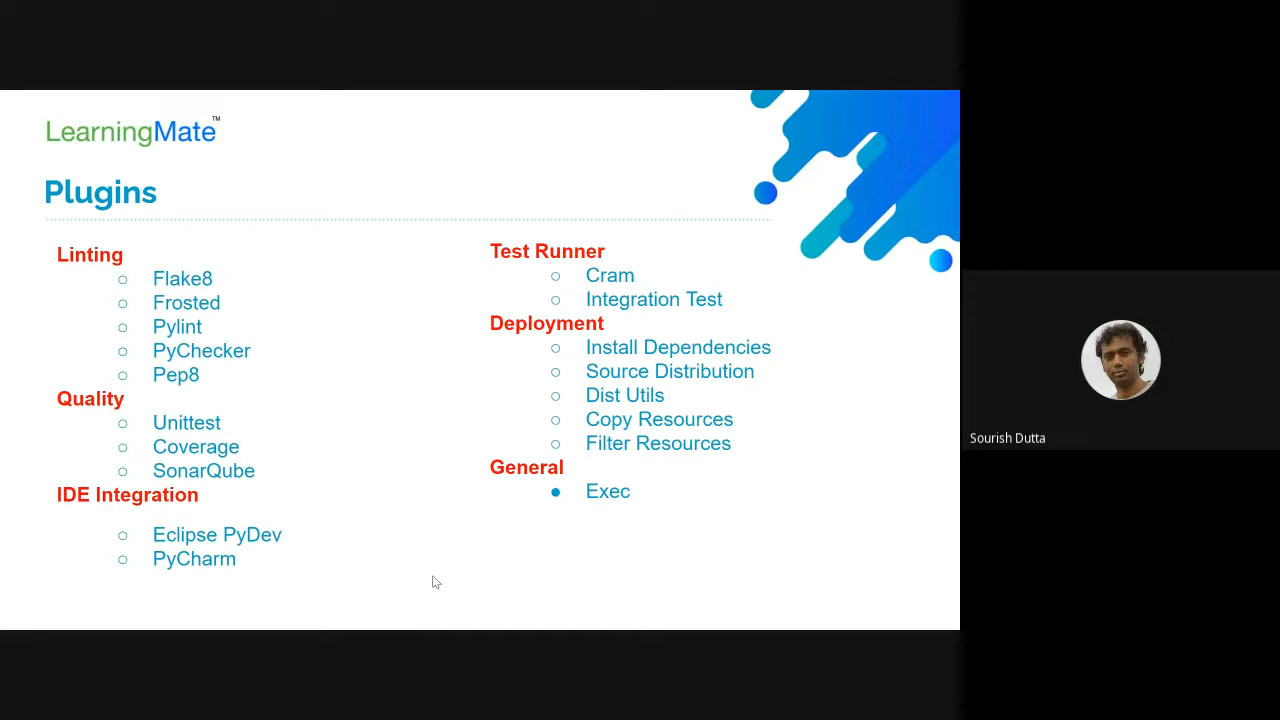 LearningMate™
Plugins
Linting
Flake8
Frosted
Pylint
PyChecker
Pep8
Quality
Unittest
Coverage
SonarQube
IDE Integration
Eclipse PyDev
PyCharm
Test Runner
Cram
Integration Test
Deployment
Install Dependencies
Source Distribution
Dist Utils
Copy Resources
Filter Resources
General
Exec
Sourish Dutta